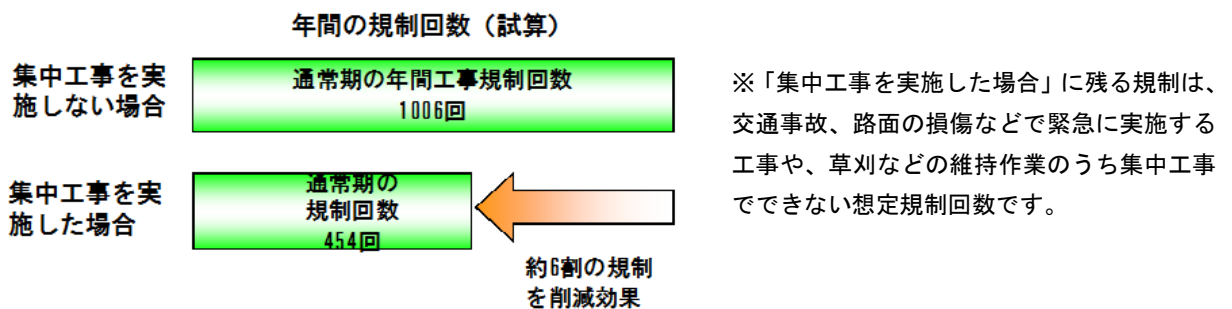 年間の規制回数（試算）
集中工事を実
施しない場合
通常期の年間工事規制回数
1006回
集中工事を実
施した場合
通常期の
規制回数
454回
約6割の規制
を削減効果
※「集中工事を実施した場合」に残る規制は、
交通事故、路面の損傷などで緊急に実施する
工事や、草刈などの維持作業のうち集中工事
でできない想定規制回数です。